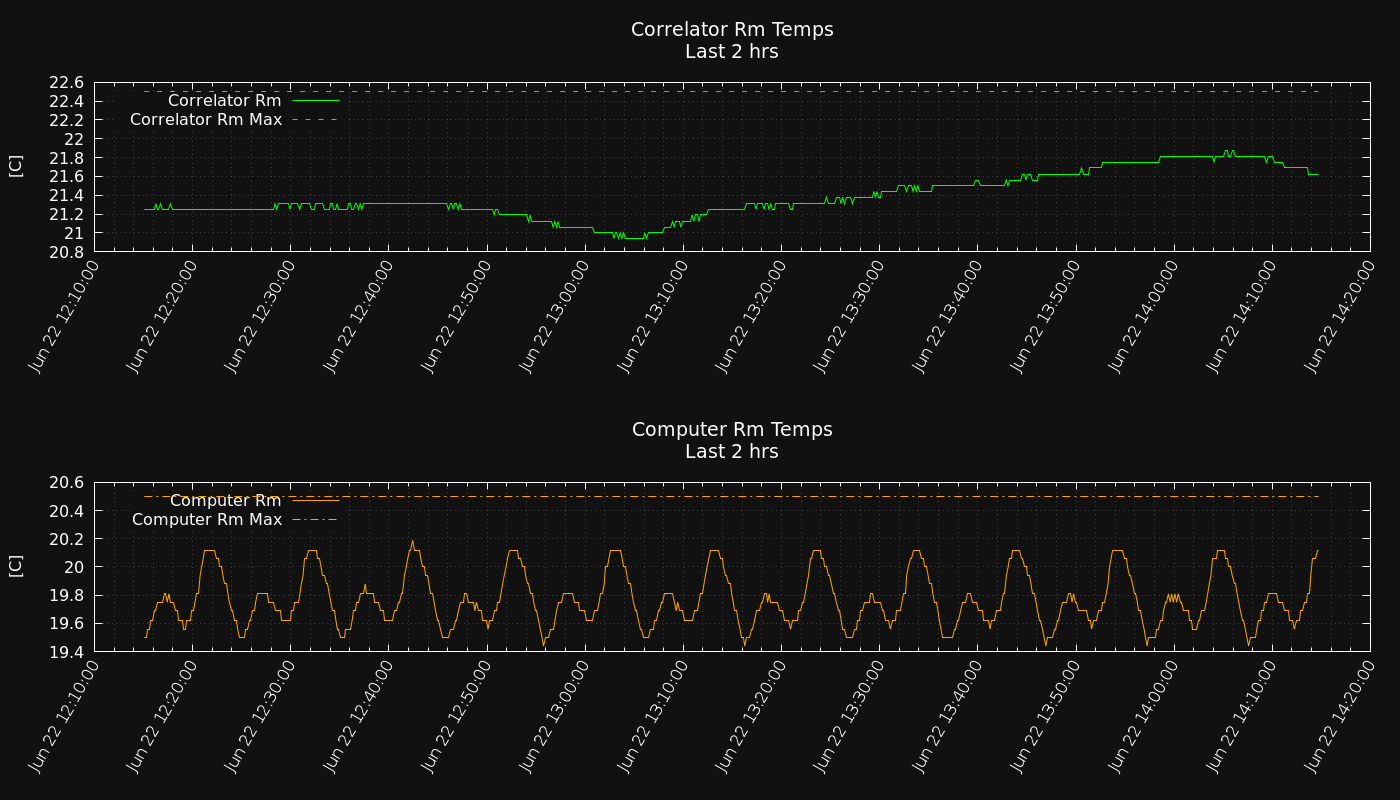 Correlator Rm Temps
Last 2 hrs
22.6
22.4
22.2
22
21.8
21.6
21.4
21.2
21
20.8
[C]
Correlator Rm
Correlator Rm Max
Jun 22 12:10:00
Jun 22 12:20:00
Jun 22 12:30:00
Jun 22 12:40:00
Jun 22 12:50:00
Jun 22 13:00:00
Jun 22 13:10:00
Jun 22 13:20:00
Jun 22 13:30:00
Jun 22 13:40:00
Jun 22 13:50:00
Jun 22 14:00:00
Jun 22 14:10:00
Jun 22 14:20:00
Computer Rm Temps
Last 2 hrs
20.6
20.4
20.2
20
19.8
19.6
19.4
[C]
Computer Rm
Computer Rm Max
Jun 22 12:10:00
Jun 22 12:20:00
Jun 22 12:30:00
Jun 22 12:40:00
Jun 22 12:50:00
Jun 22 13:00:00
Jun 22 13:10:00
Jun 22 13:20:00
Jun 22 13:30:00
Jun 22 13:40:00
Jun 22 13:50:00
Jun 22 14:00:00
Jun 22 14:10:00
Jun 22 14:20:00